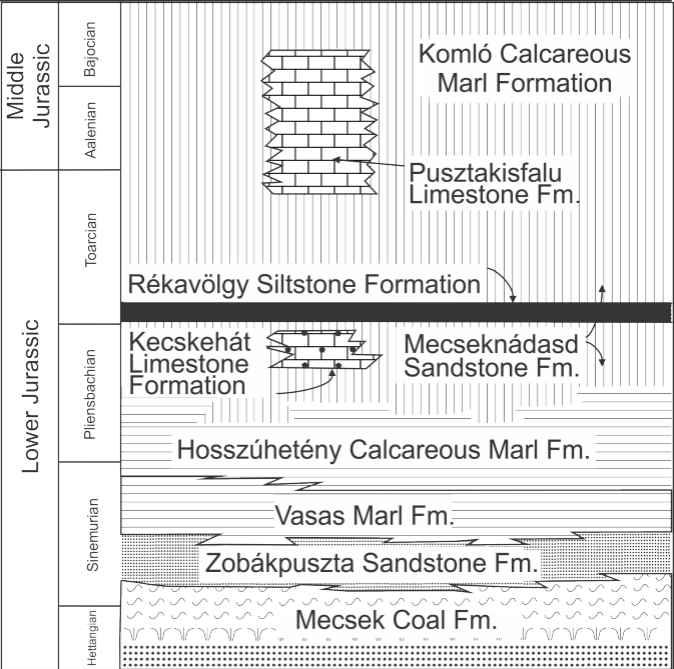 Middle
Jurassic
Bajocian
Aalenian
Lower Jurassic
Toarcian
Pliensbachian
Sinemurian
Hettangian
Komló Calcareous
Marl Formation
Pusztakisfalu
Limestone Fm.
Rékavölgy Siltstone Formation
Kecskehát
Limestone
Formation
Mecseknádasd
Sandstone Fm.
Hosszúhetény Calcareous Marl Fm.
Vasas Marl Fm.
Zobákpuszta Sandstone Fm.
Mecsek Coal Fm.